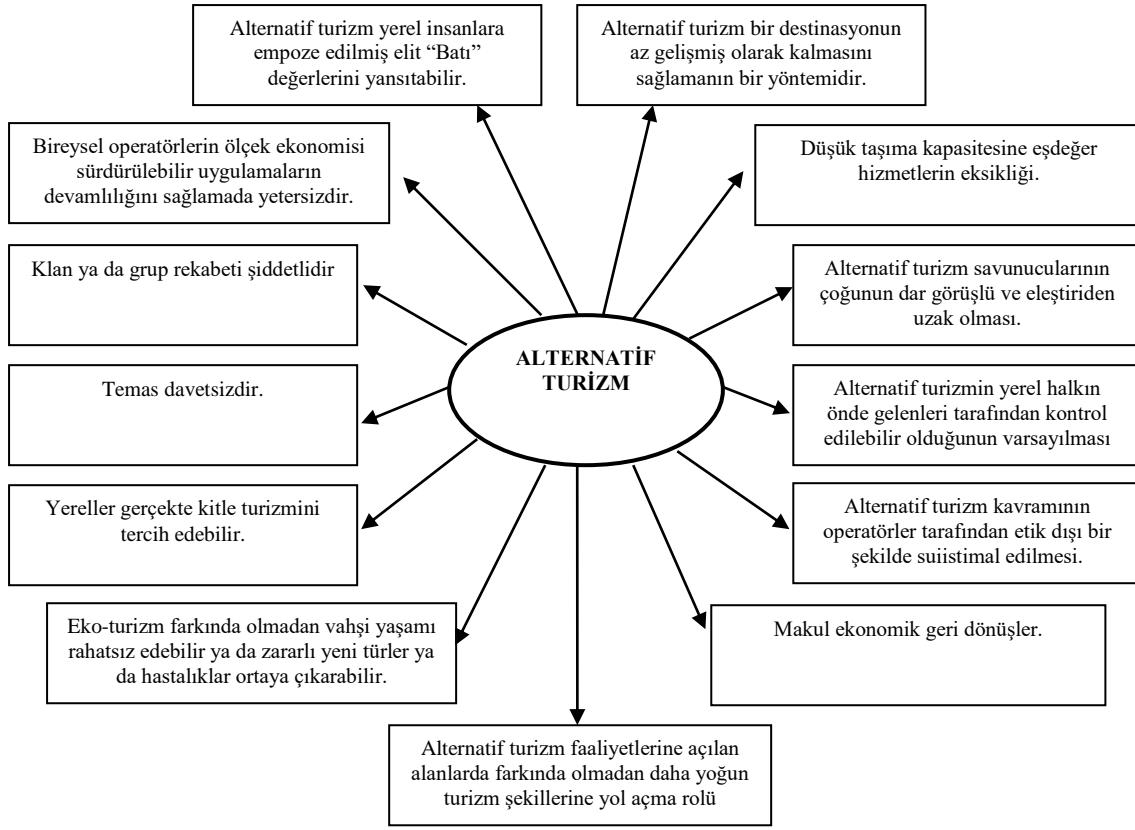 Alternatif turizm yerel insanlara
empoze edilmiş elit “Batı”
değerlerini yansıtabilir.
Alternatif turizm bir destinasyonun
az gelişmiş olarak kalmasını
sağlamanın bir yöntemidir.
Bireysel operatörlerin ölçek ekonomisi
sürdürülebilir uygulamaların
devamlılığını sağlamada yetersizdir.
Düşük taşıma kapasitesine eşdeğer
hizmetlerin eksikliği.
Klan ya da grup rekabeti şiddetlidir
Alternatif turizm savunucularının
çoğunun dar görüşlü ve eleştiriden
uzak olması.
ALTERNATİF
TURİZM
Temas davetsizdir.
Alternatif turizmin yerel halkın
önde gelenleri tarafından kontrol
edilebilir olduğunun varsayılması
Yereller gerçekte kitle turizmini
tercih edebilir.
Alternatif turizm kavramının
operatörler tarafından etik dışı bir
şekilde suiistimal edilmesi.
Eko-turizm farkında olmadan vahşi yaşamı
rahatsız edebilir ya da zararlı yeni türler ya
da hastalıklar ortaya çıkarabilir.
Makul ekonomik geri dönüşler.
Alternatif turizm faaliyetlerine açılan
alanlarda farkında olmadan daha yoğun
turizm şekillerine yol açma rolü